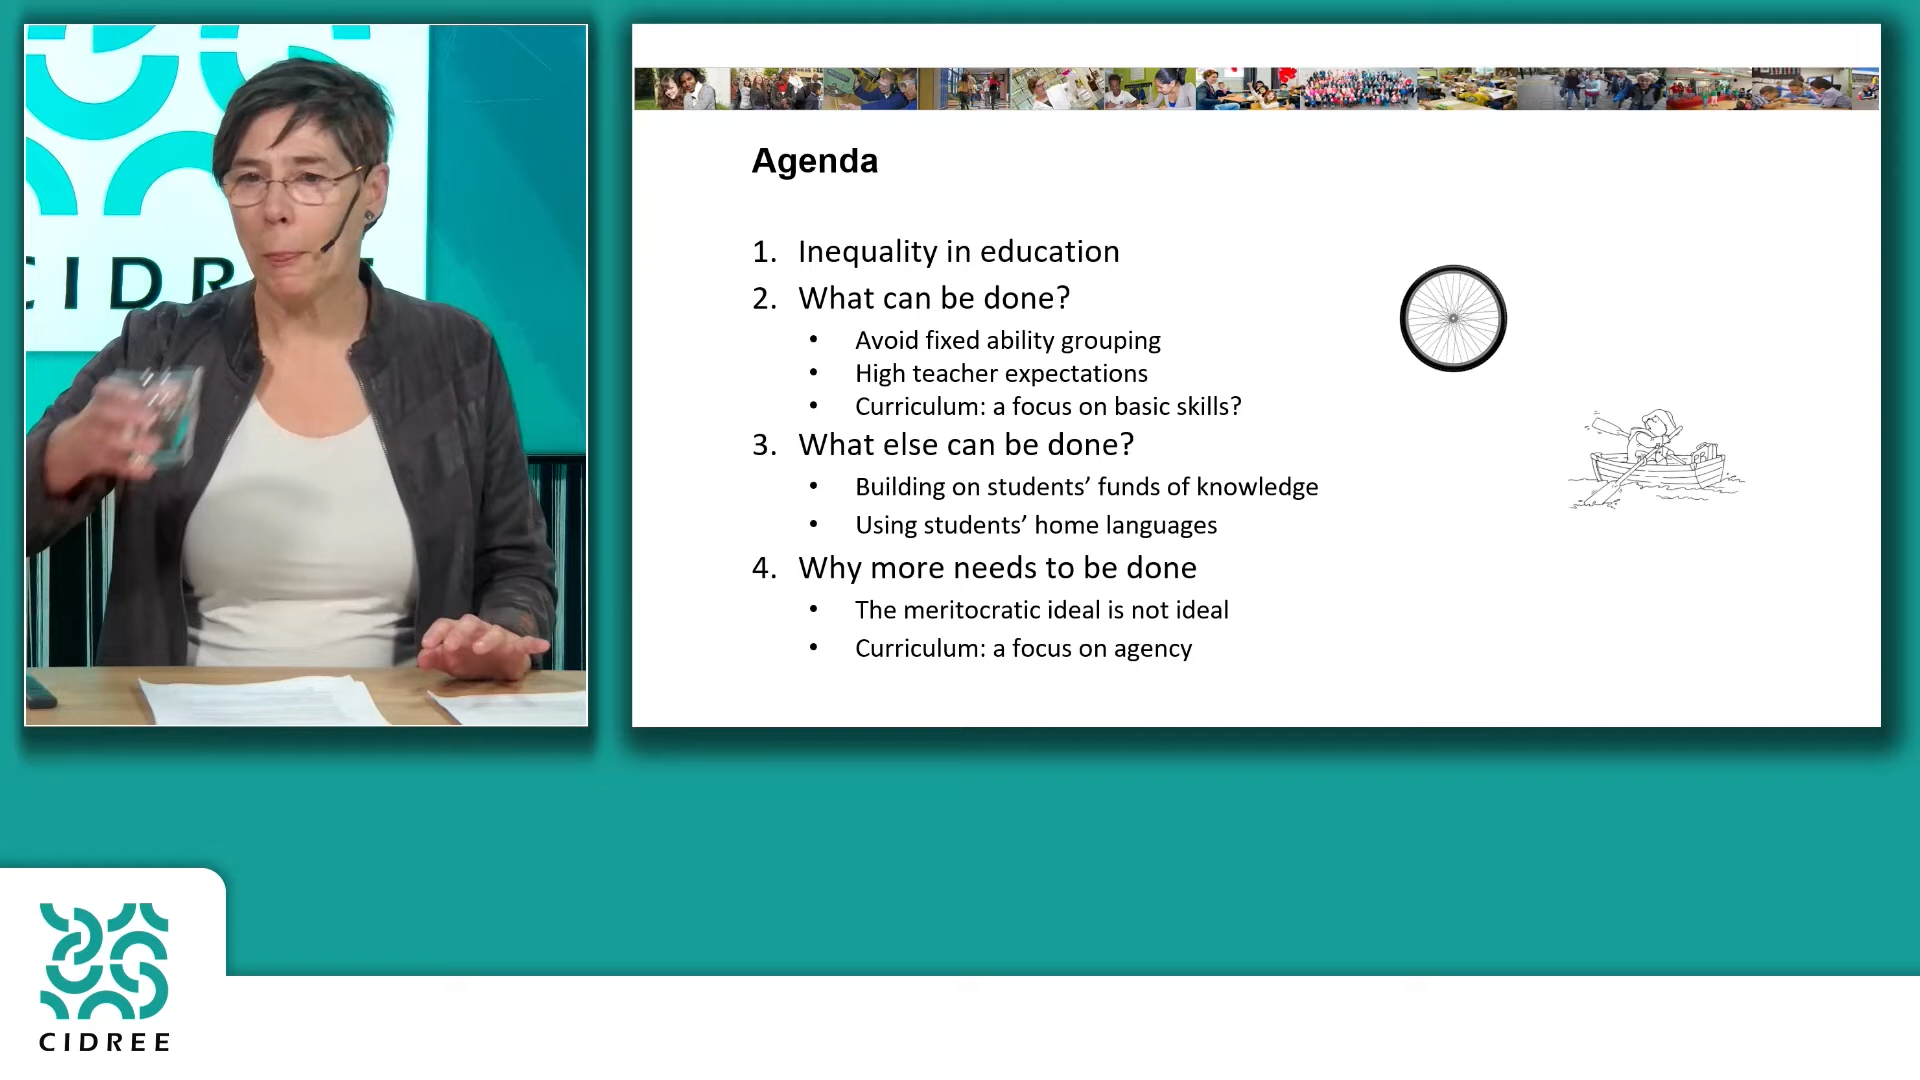 CIDR
Agenda
1. Inequality in education
2. What can be done?
• Avoid fixed ability grouping
• High teacher expectations
• Curriculum: a focus on basic skills?
3. What else can be done?
• Building on students’ funds of knowledge
• Using students’ home languages
4. Why more needs to be done
• The meritocratic ideal is not ideal
• Curriculum: a focus on agency
CIDREE